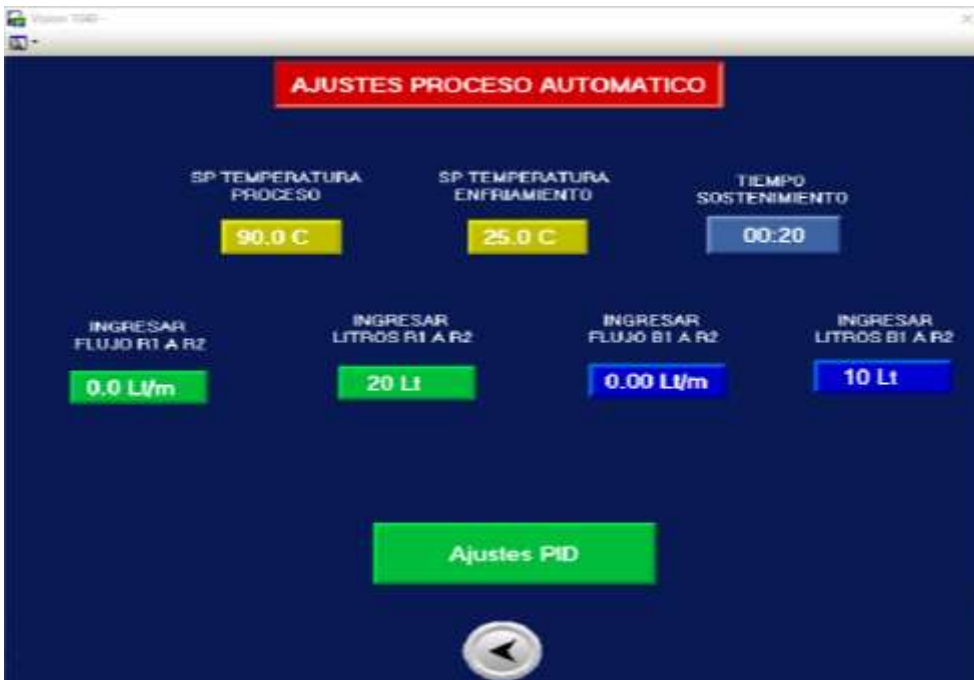 AJUSTES PROCESO AUTOMATICO
SP TEMPERATURA
PROCESO
SP TEMPERATURA
ENFRIAMIENTO
TIEMPO
SOSTENIMIENTO
90.0 C
25.0 C
00:20
INGRESAR
FLUJO R1 A R2
INGRESAR
LITROS R1 A R2
INGRESAR
FLUJO B1 A R2
INGRESAR
LITROS B1 A R2
0.0 Lt/m
20 Lt
0.00 Lt/m
10 Lt
Ajustes PID